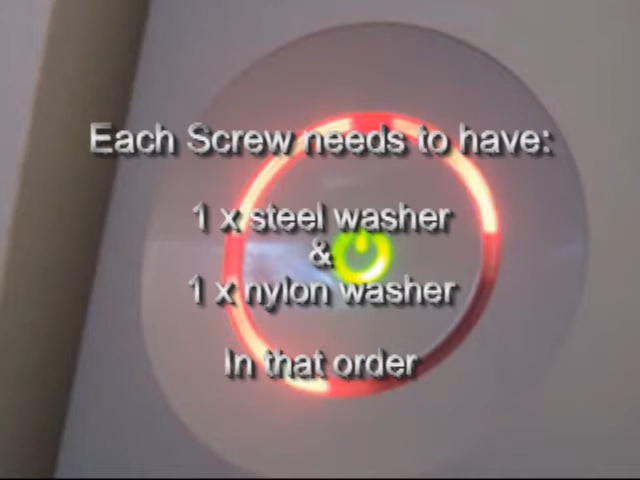 Each Screw needs to have:
1 x steel washer
&
1 x nylon washer
In that order